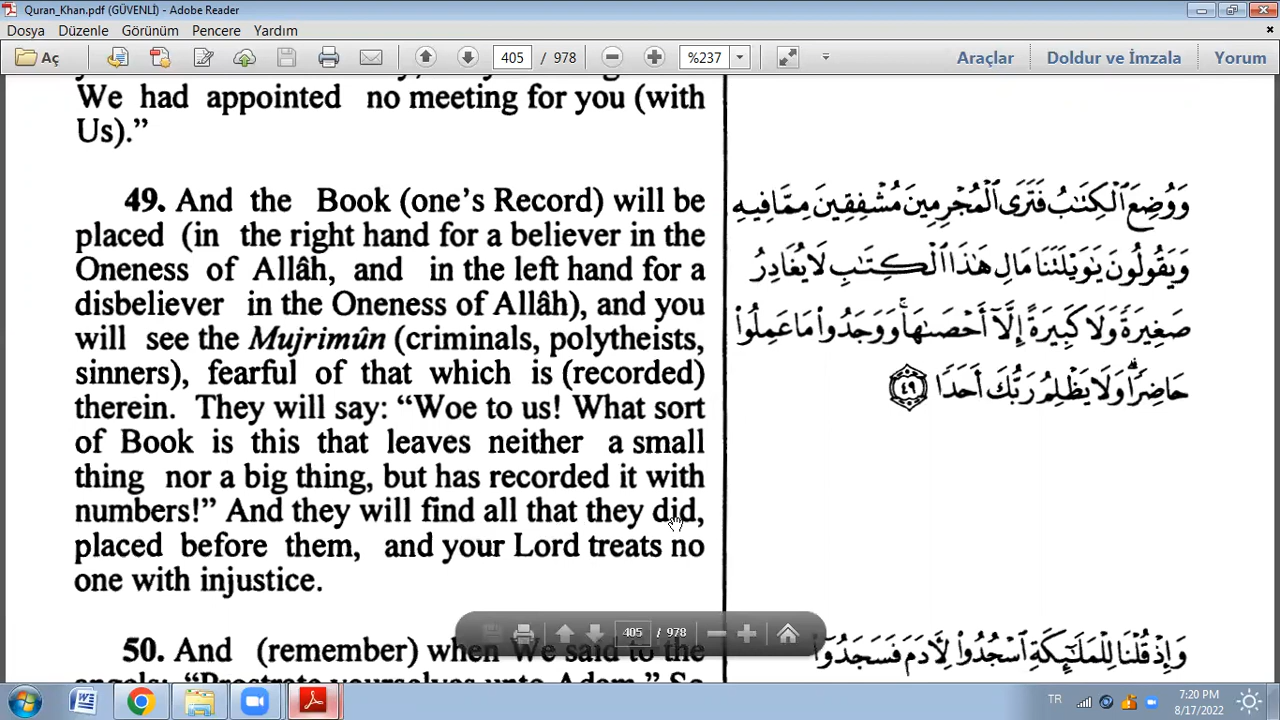 Quran_Khan.pdf (GÜVENLİ) - Adobe Reader
Dosya Düzenle Görünüm Pencere Yardım
Aç 405 / 978 %237 Araçlar Doldur ve İmzala Yorum
We had appointed no meeting for you (with
Us).”
49. And the Book (one’s Record) will be
placed (in the right hand for a believer in the
Oneness of Allâh, and in the left hand for a
disbeliever in the Oneness of Allâh), and you
will see the Mujrimûn (criminals, polytheists,
sinners), fearful of that which is (recorded)
therein. They will say: “Woe to us! What sort
of Book is this that leaves neither a small
thing nor a big thing, but has recorded it with
numbers!” And they will find all that they did,
placed before them, and your Lord treats no
one with injustice.
50. And (remember) when We said to the
angels: “Prostrate yourselves unto Adam.” So
وَوُضِعَ ٱلْكِتَٰبُ فَتَرَى ٱلْمُجْرِمِينَ مُشْفِقِينَ مِمَّا فِيهِ
وَيَقُولُونَ يَٰوَيْلَتَنَا مَالِ هَٰذَا ٱلْكِتَٰبِ لَا يُغَادِرُ
صَغِيرَةً وَلَا كَبِيرَةً إِلَّآ أَحْصَىٰهَا ۚ وَوَجَدُوا۟ مَا عَمِلُوا۟
حَاضِرًا ۗ وَلَا يَظْلِمُ رَبُّكَ أَحَدًا ٤٩
وَإِذْ قُلْنَا لِلْمَلَٰٓئِكَةِ ٱسْجُدُوا۟ لِءَادَمَ فَسَجَدُوٓا۟
405 / 978
TR 7:20 PM
8/17/2022